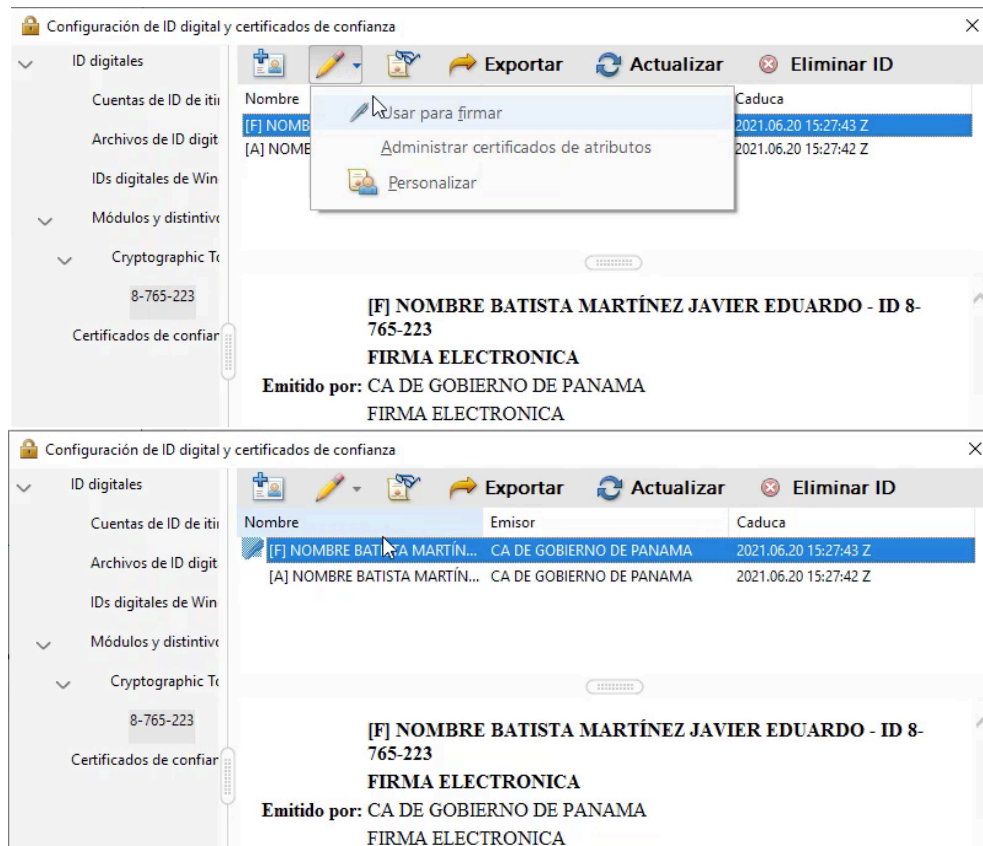 Configuración de ID digital y certificados de confianza
ID digitales
Exportar Actualizar Eliminar ID
Cuentas de ID de itin
Nombre Caduca
Usar para firmar
[F] NOMB 2021.06.20 15:27:43 Z
Archivos de ID digit
[A] NOME 2021.06.20 15:27:42 Z
Administrar certificados de atributos
IDs digitales de Win
Personalizar
Módulos y distintivo
Cryptographic To
8-765-223
[F] NOMBRE BATISTA MARTÍNEZ JAVIER EDUARDO - ID 8-
765-223
Certificados de confian
FIRMA ELECTRONICA
Emitido por: CA DE GOBIERNO DE PANAMA
FIRMA ELECTRONICA
Configuración de ID digital y certificados de confianza
ID digitales
Exportar Actualizar Eliminar ID
Cuentas de ID de itin
Nombre Emisor Caduca
[F] NOMBRE BATISTA MARTÍN... CA DE GOBIERNO DE PANAMA 2021.06.20 15:27:43 Z
Archivos de ID digit
[A] NOMBRE BATISTA MARTÍN... CA DE GOBIERNO DE PANAMA 2021.06.20 15:27:42 Z
IDs digitales de Win
Módulos y distintivo
Cryptographic To
8-765-223
[F] NOMBRE BATISTA MARTÍNEZ JAVIER EDUARDO - ID 8-
765-223
Certificados de confian
FIRMA ELECTRONICA
Emitido por: CA DE GOBIERNO DE PANAMA
FIRMA ELECTRONICA